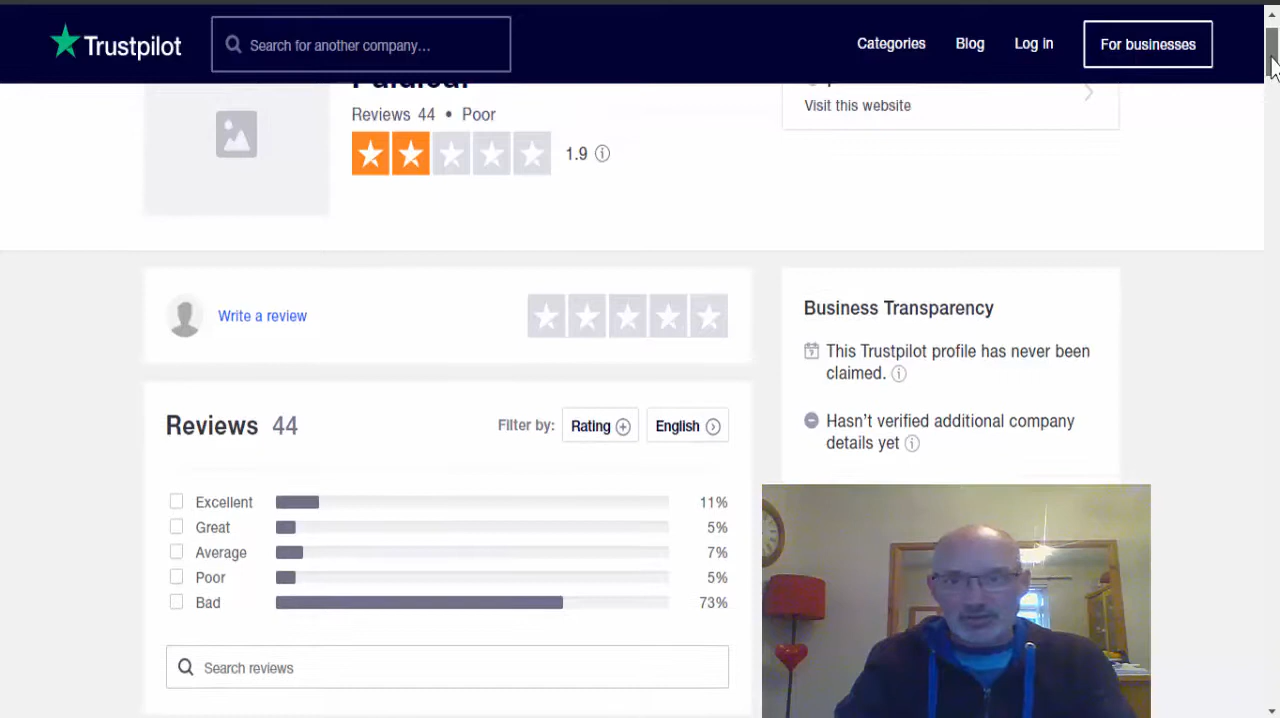 Trustpilot
Search for another company…
Categories
Blog
Log in
For businesses
Reviews 44 • Poor
1.9
Visit this website
Write a review
Business Transparency
This Trustpilot profile has never been
claimed.
Hasn't verified additional company
details yet
Reviews 44
Filter by:
Rating
English
Excellent 11%
Great 5%
Average 7%
Poor 5%
Bad 73%
Search reviews